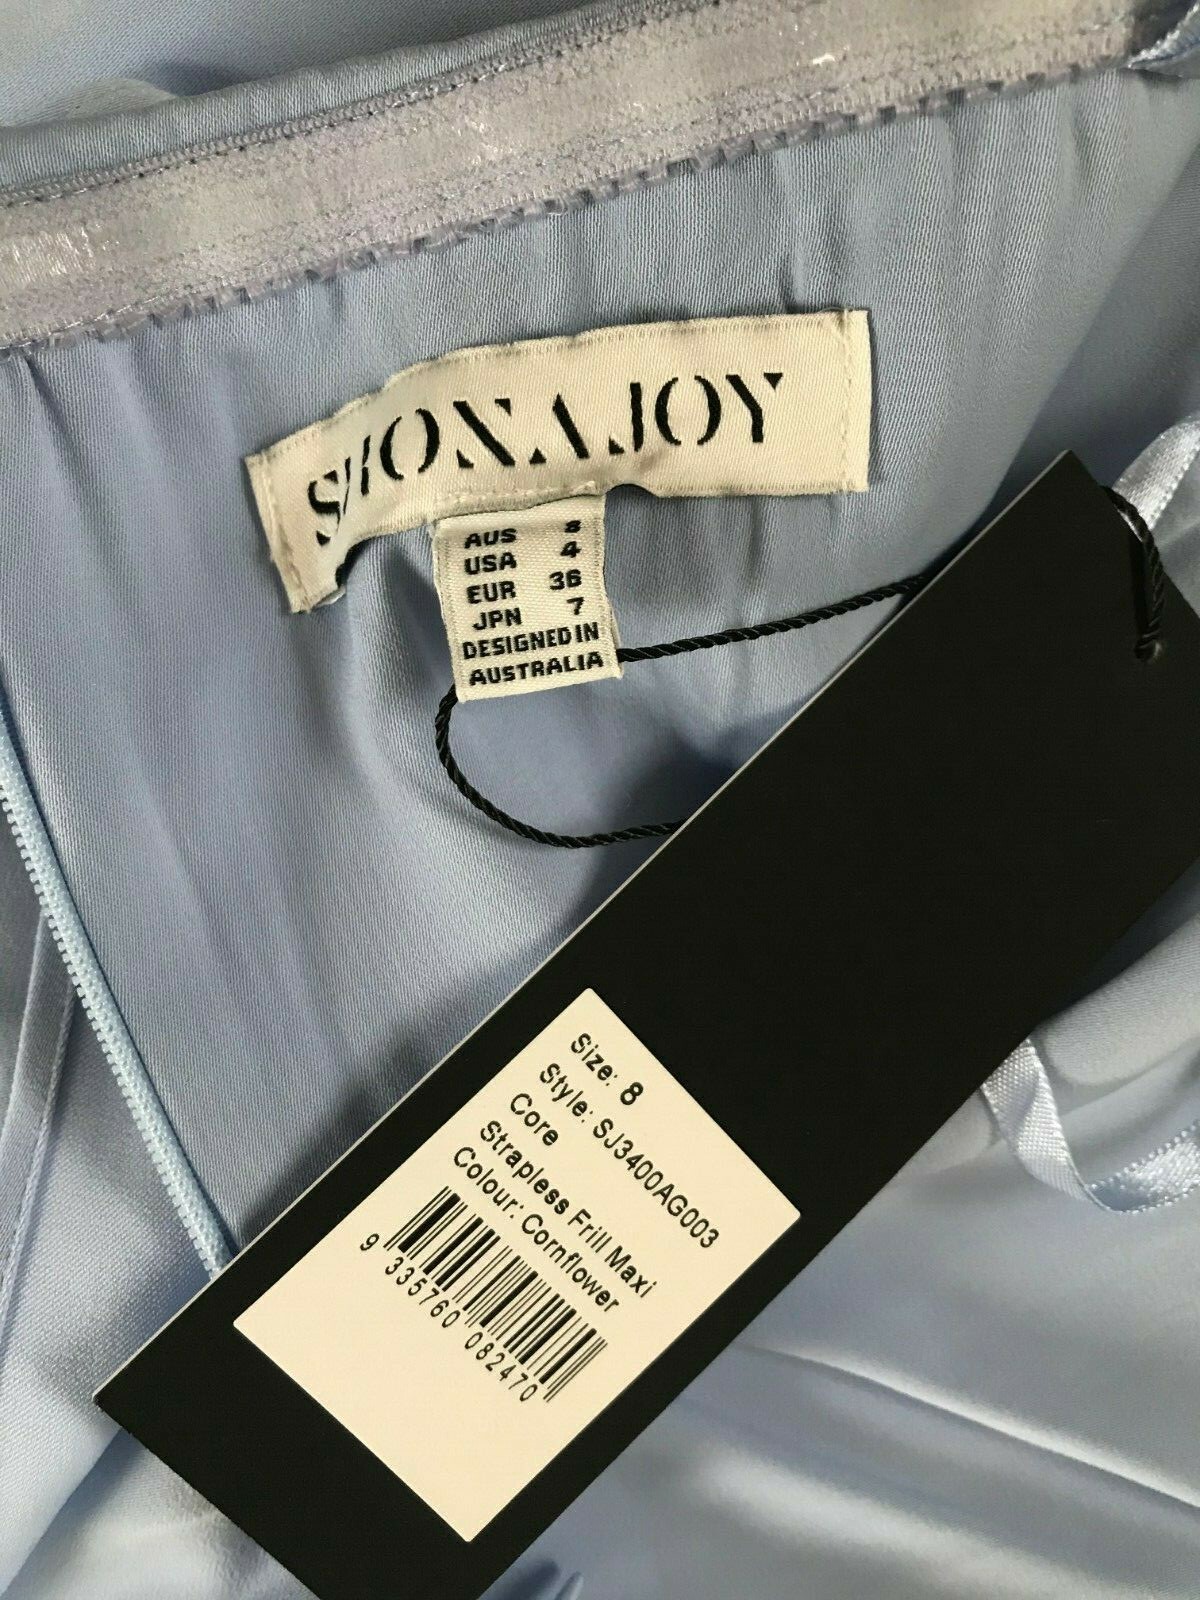 SHONA JOY
AUS 8
USA 4
EUR 36
JPN 7
DESIGNED IN
AUSTRALIA
Size: 8
Style: SJ3400AG003
Core
Strapless Frill Maxi
Colour: Cornflower
9 335760 082470